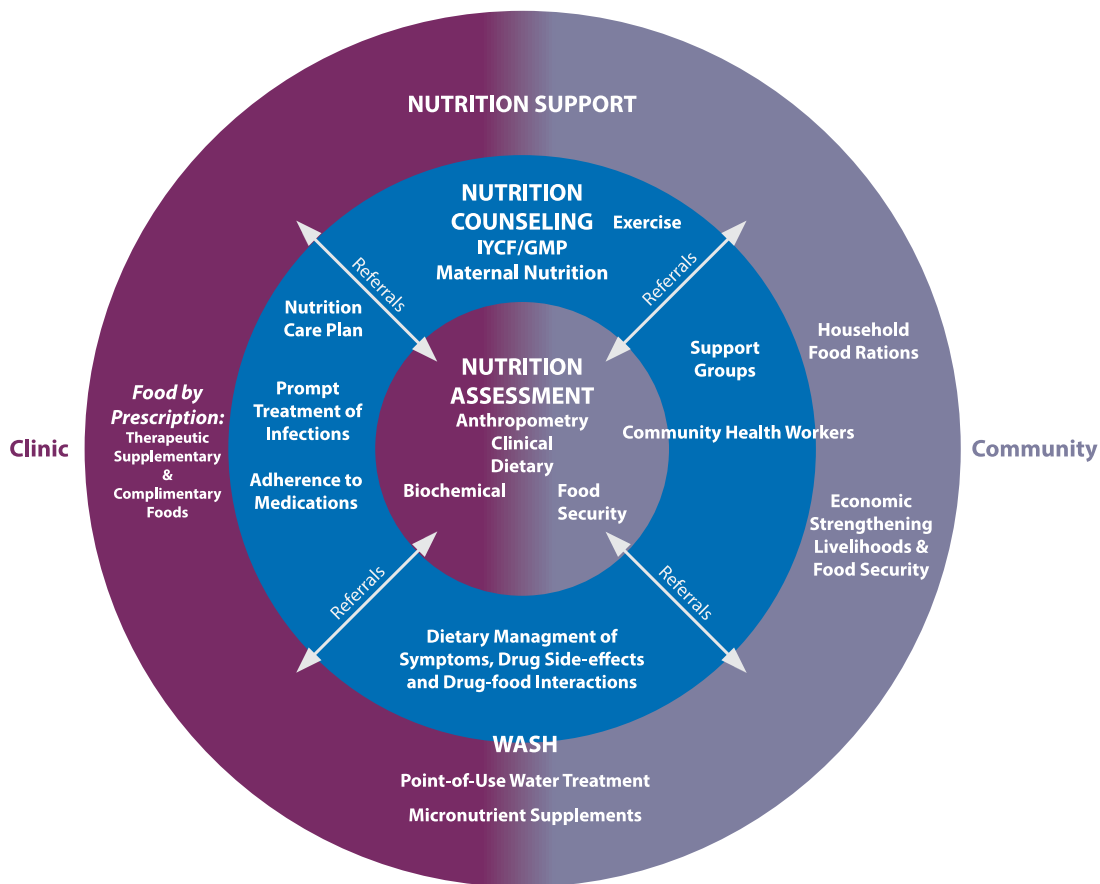 NUTRITION SUPPORT
NUTRITION
COUNSELING
IYCF/GMP
Maternal Nutrition
Exercise
Referrals
Referrals
Nutrition
Care Plan
Prompt
Treatment of
Infections
Adherence to
Medications
Support
Groups
Community Health Workers
Household
Food Rations
Food by
Prescription:
Therapeutic
Supplementary
&
Complimentary
Foods
Clinic
NUTRITION
ASSESSMENT
Anthropometry
Clinical
Dietary
Biochemical
Food
Security
Community
Economic
Strengthening
Livelihoods &
Food Security
Referrals
Referrals
Dietary Managment of
Symptoms, Drug Side-effects
and Drug-food Interactions
WASH
Point-of-Use Water Treatment
Micronutrient Supplements